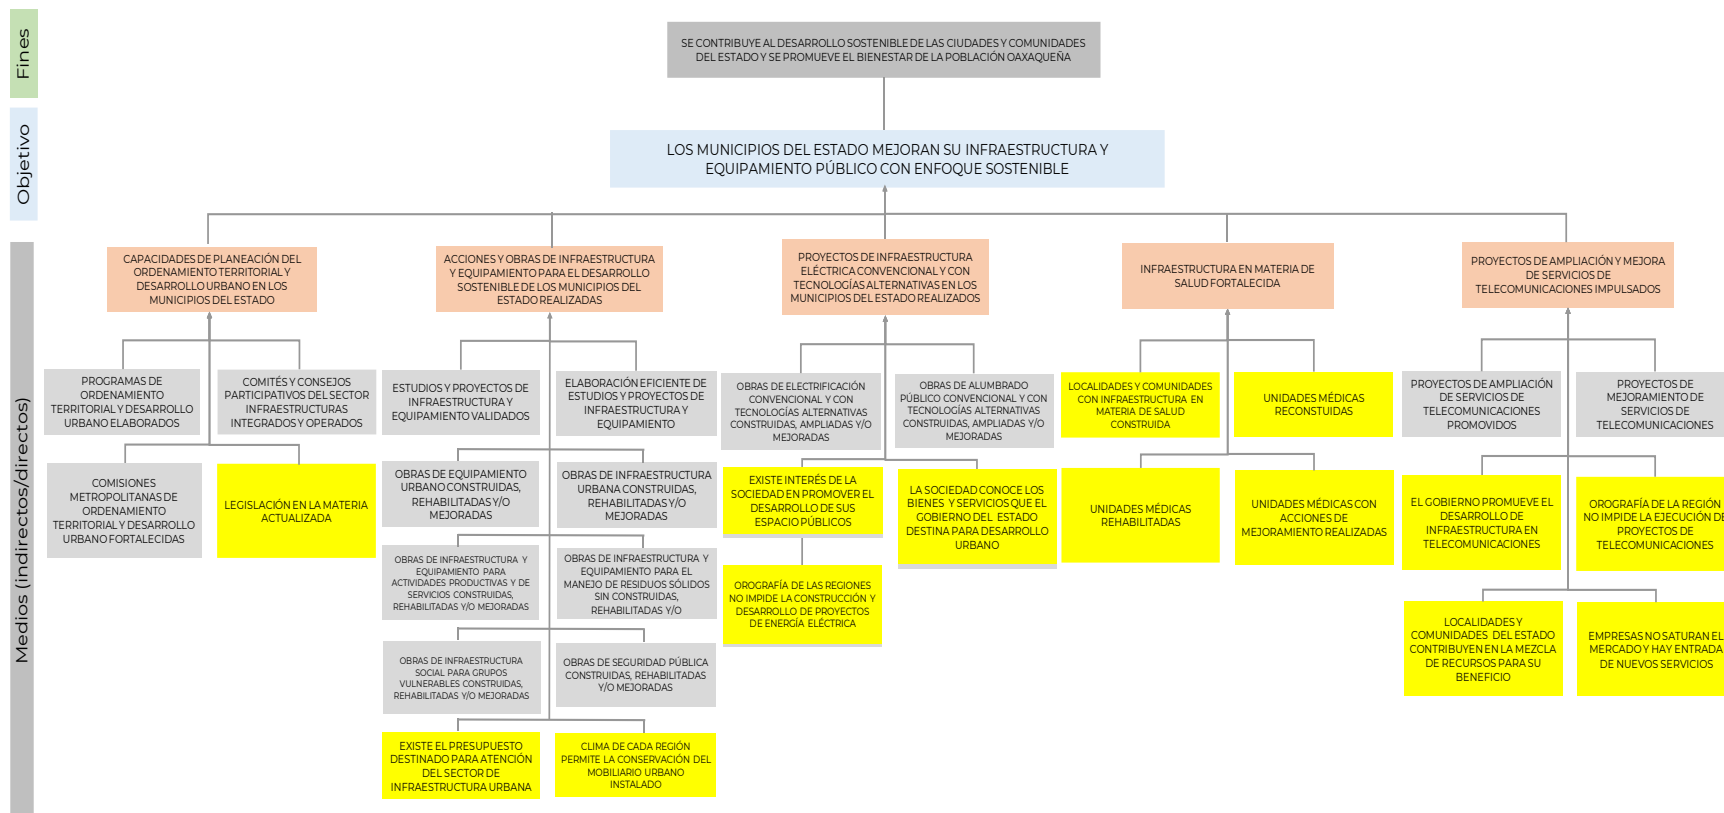 Fines
SE CONTRIBUYE AL DESARROLLO SOSTENIBLE DE LAS CIUDADES Y COMUNIDADES
DEL ESTADO Y SE PROMUEVE EL BIENESTAR DE LA POBLACIÓN OAXAQUEÑA
Objetivo
LOS MUNICIPIOS DEL ESTADO MEJORAN SU INFRAESTRUCTURA Y
EQUIPAMIENTO PÚBLICO CON ENFOQUE SOSTENIBLE
Medios (indirectos/directos)
CAPACIDADES DE PLANEACIÓN DEL
ORDENAMIENTO TERRITORIAL Y
DESARROLLO URBANO EN LOS
MUNICIPIOS DEL ESTADO
ACCIONES Y OBRAS DE INFRAESTRUCTURA
Y EQUIPAMIENTO PARA EL DESARROLLO
SOSTENIBLE DE LOS MUNICIPIOS DEL
ESTADO REALIZADAS
PROYECTOS DE INFRAESTRUCTURA
ELÉCTRICA CONVENCIONAL Y CON
TECNOLOGÍAS ALTERNATIVAS EN LOS
MUNICIPIOS DEL ESTADO REALIZADOS
INFRAESTRUCTURA EN MATERIA DE
SALUD FORTALECIDA
PROYECTOS DE AMPLIACIÓN Y MEJORA
DE SERVICIOS DE
TELECOMUNICACIONES IMPULSADOS
PROGRAMAS DE
ORDENAMIENTO
TERRITORIAL Y DESARROLLO
URBANO ELABORADOS
COMITÉS Y CONSEJOS
PARTICIPATIVOS DEL SECTOR
INFRAESTRUCTURAS
INTEGRADOS Y OPERADOS
COMISIONES
METROPOLITANAS DE
ORDENAMIENTO
TERRITORIAL Y DESARROLLO
URBANO FORTALECIDAS
LEGISLACIÓN EN LA MATERIA
ACTUALIZADA
ESTUDIOS Y PROYECTOS DE
INFRAESTRUCTURA Y
EQUIPAMIENTO VALIDADOS
ELABORACIÓN EFICIENTE DE
ESTUDIOS Y PROYECTOS DE
INFRAESTRUCTURA Y
EQUIPAMIENTO
OBRAS DE EQUIPAMIENTO
URBANO CONSTRUIDAS,
REHABILITADAS Y/O
MEJORADAS
OBRAS DE INFRAESTRUCTURA
URBANA CONSTRUIDAS,
REHABILITADAS Y/O
MEJORADAS
OBRAS DE INFRAESTRUCTURA Y
EQUIPAMIENTO PARA
ACTIVIDADES PRODUCTIVAS Y DE
SERVICIOS CONSTRUIDAS,
REHABILITADAS Y/O MEJORADAS
OBRAS DE INFRAESTRUCTURA Y
EQUIPAMIENTO PARA EL
MANEJO DE RESIDUOS SÓLIDOS
SIN CONSTRUIDAS,
REHABILITADAS Y/O
OBRAS DE INFRAESTRUCTURA
SOCIAL PARA GRUPOS
VULNERABLES CONSTRUIDAS,
REHABILITADAS Y/O MEJORADAS
OBRAS DE SEGURIDAD PÚBLICA
CONSTRUIDAS, REHABILITADAS
Y/O MEJORADAS
EXISTE EL PRESUPUESTO
DESTINADO PARA ATENCIÓN
DEL SECTOR DE
INFRAESTRUCTURA URBANA
CLIMA DE CADA REGIÓN
PERMITE LA CONSERVACIÓN DEL
MOBILIARIO URBANO
INSTALADO
OBRAS DE ELECTRIFICACIÓN
CONVENCIONAL Y CON
TECNOLOGÍAS ALTERNATIVAS
CONSTRUIDAS, AMPLIADAS Y/O
MEJORADAS
OBRAS DE ALUMBRADO
PÚBLICO CONVENCIONAL Y CON
TECNOLOGÍAS ALTERNATIVAS
CONSTRUIDAS, AMPLIADAS Y/O
MEJORADAS
EXISTE INTERÉS DE LA
SOCIEDAD EN PROMOVER EL
DESARROLLO DE SUS
ESPACIO PÚBLICOS
LA SOCIEDAD CONOCE LOS
BIENES Y SERVICIOS QUE EL
GOBIERNO DEL ESTADO
DESTINA PARA DESARROLLO
URBANO
OROGRAFÍA DE LAS REGIONES
NO IMPIDE LA CONSTRUCCIÓN Y
DESARROLLO DE PROYECTOS
DE ENERGÍA ELÉCTRICA
LOCALIDADES Y COMUNIDADES
CON INFRAESTRUCTURA EN
MATERIA DE SALUD
CONSTRUIDA
UNIDADES MÉDICAS
RECONSTUIDAS
UNIDADES MÉDICAS
REHABILITADAS
UNIDADES MÉDICAS CON
ACCIONES DE
MEJORAMIENTO REALIZADAS
PROYECTOS DE AMPLIACIÓN
DE SERVICIOS DE
TELECOMUNICACIONES
PROMOVIDOS
PROYECTOS DE
MEJORAMIENTO DE
SERVICIOS DE
TELECOMUNICACIONES
EL GOBIERNO PROMUEVE EL
DESARROLLO DE
INFRAESTRUCTURA EN
TELECOMUNICACIONES
OROGRAFÍA DE LA REGIÓN
NO IMPIDE LA EJECUCIÓN DE
PROYECTOS DE
TELECOMUNICACIONES
LOCALIDADES Y
COMUNIDADES DEL ESTADO
CONTRIBUYEN EN LA MEZCLA
DE RECURSOS PARA SU
BENEFICIO
EMPRESAS NO SATURAN EL
MERCADO Y HAY ENTRADA
DE NUEVOS SERVICIOS